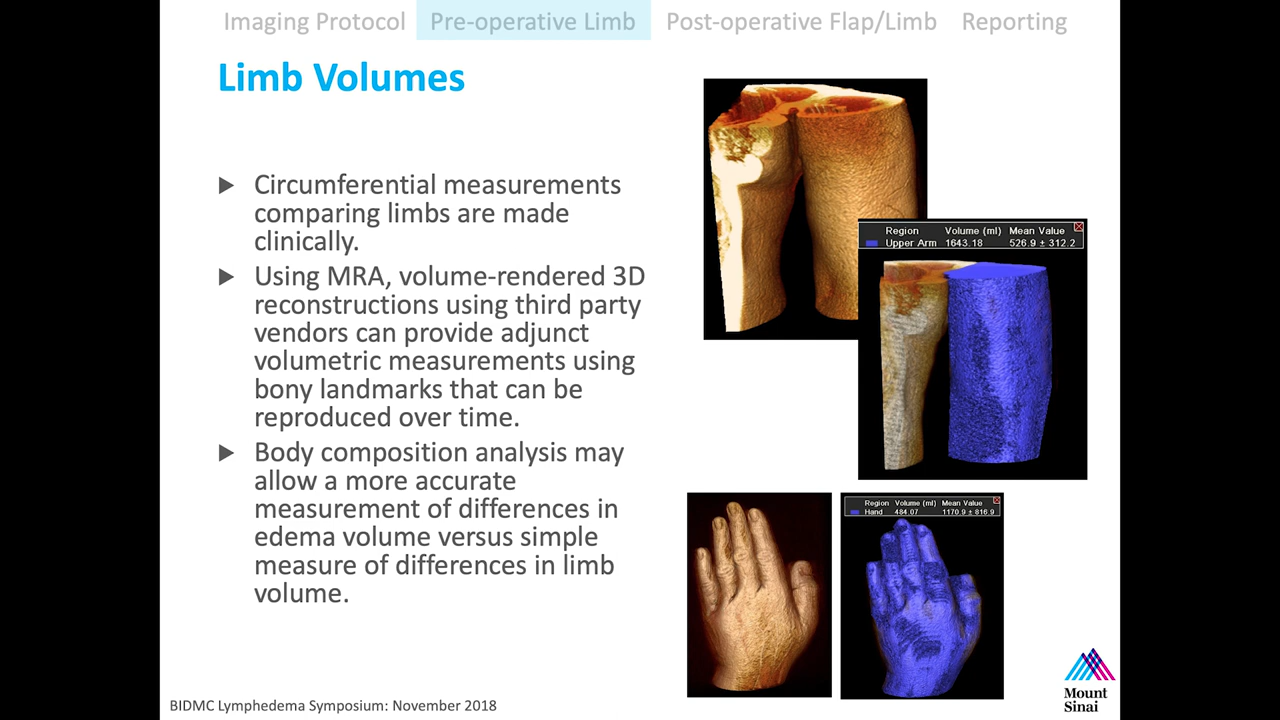 Imaging Protocol Pre-operative Limb Post-operative Flap/Limb Reporting
Limb Volumes
▶ Circumferential measurements
comparing limbs are made
clinically.
▶ Using MRA, volume-rendered 3D
reconstructions using third party
vendors can provide adjunct
volumetric measurements using
bony landmarks that can be
reproduced over time.
▶ Body composition analysis may
allow a more accurate
measurement of differences in
edema volume versus simple
measure of differences in limb
volume.
Region Volume (ml) Mean Value
Upper Arm 1643.18 526.9 ± 312.2
Region Volume (ml) Mean Value
Hand 484.07 1170.9 ± 816.9
BIDMC Lymphedema Symposium: November 2018
Mount
Sinai